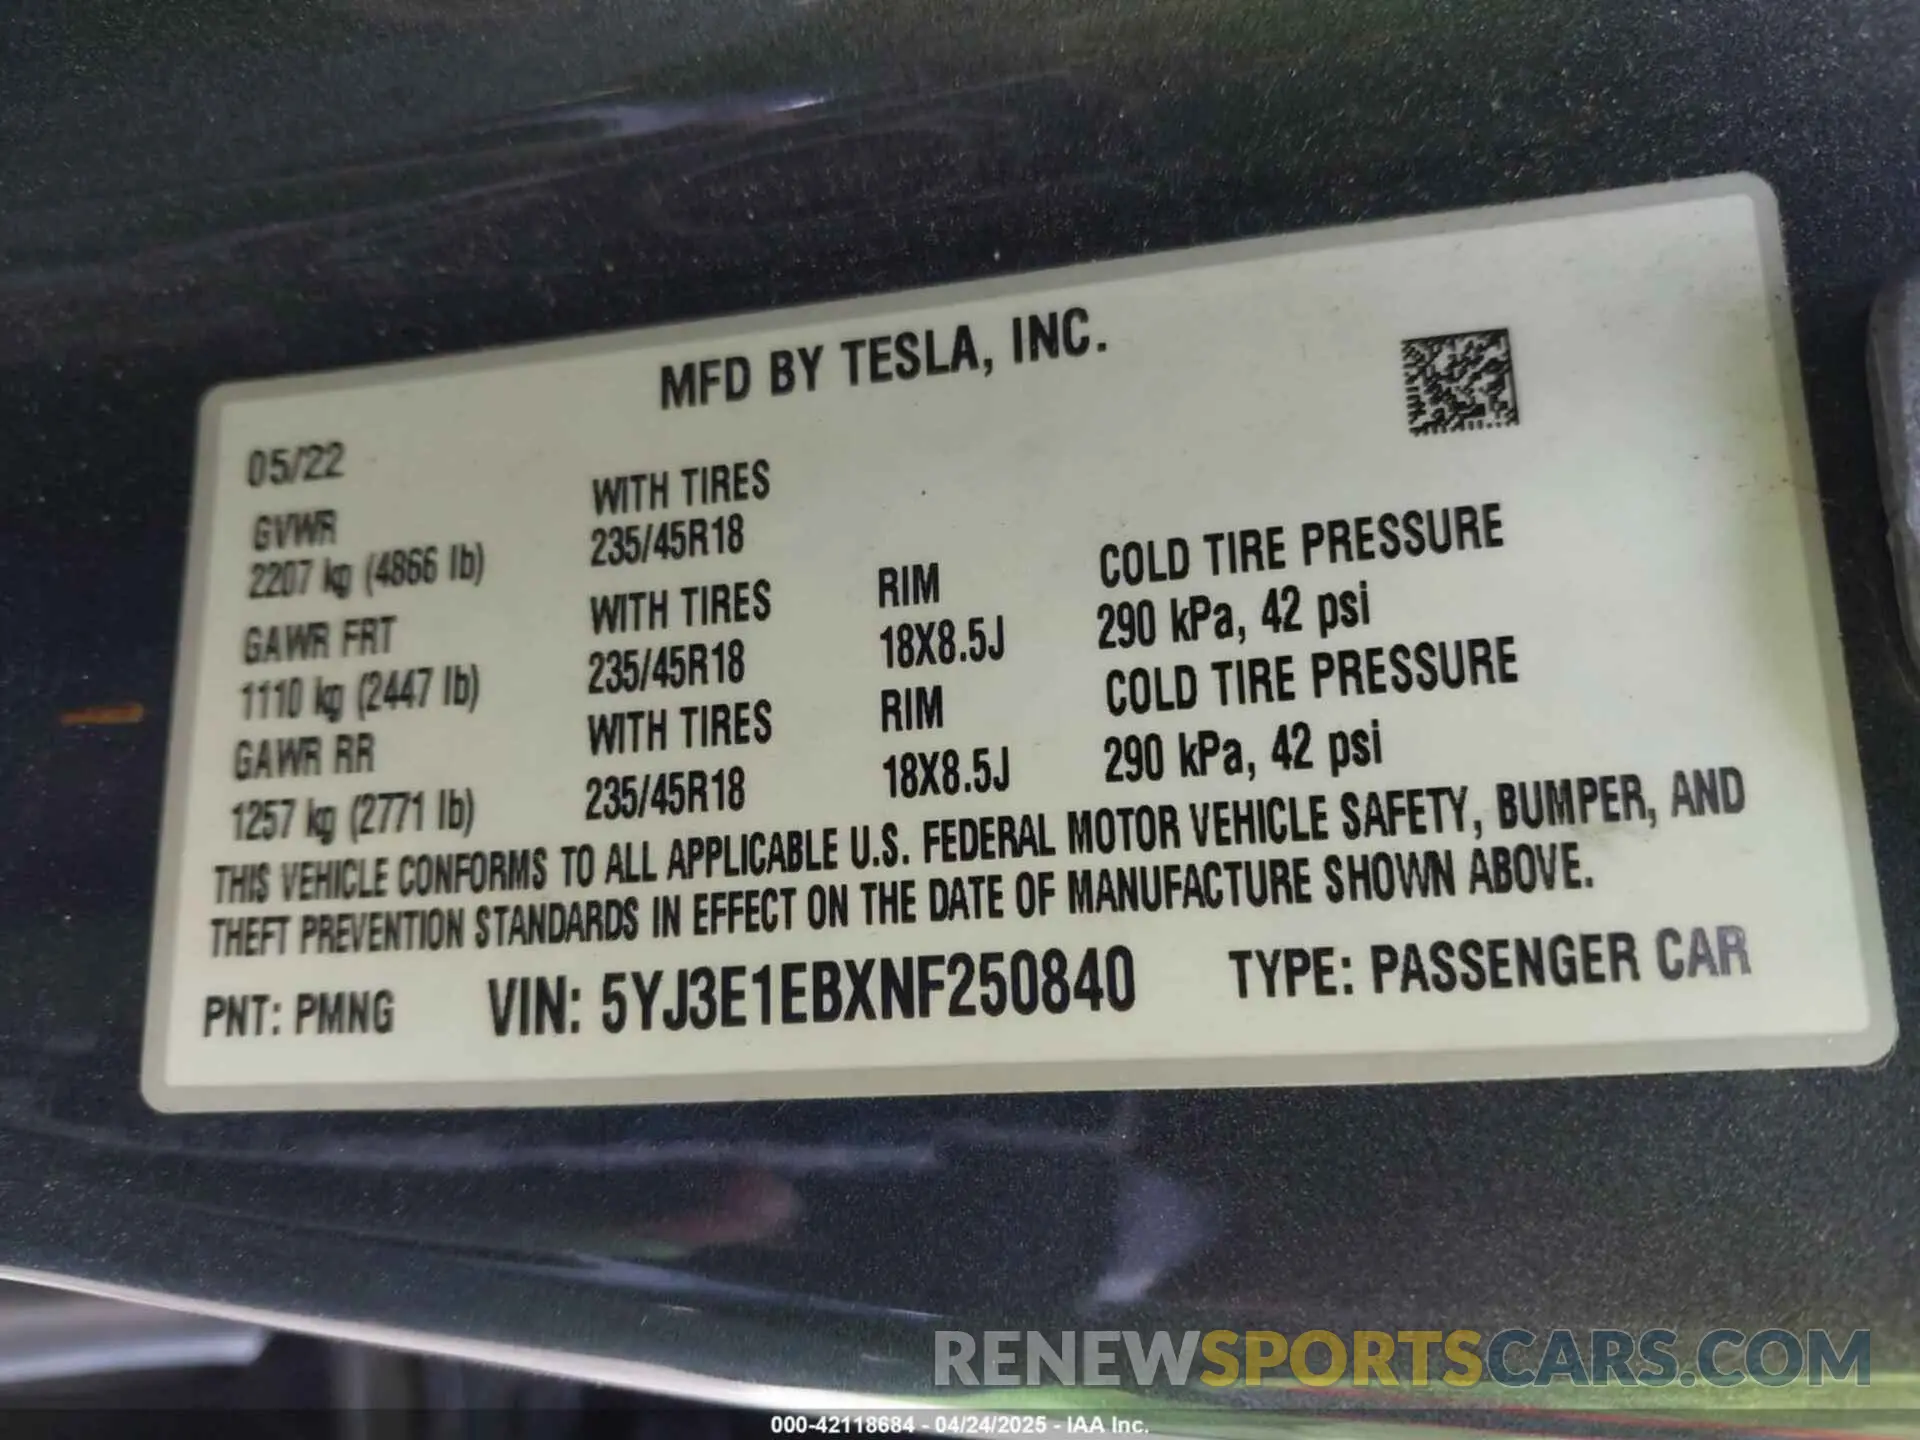 MFD BY TESLA, INC.
05/22
GVWR WITH TIRES
2207 kg (4866 lb) 235/45R18
GAWR FRT WITH TIRES RIM COLD TIRE PRESSURE
1110 kg (2447 lb) 235/45R18 18X8.5J 290 kPa, 42 psi
GAWR RR WITH TIRES RIM COLD TIRE PRESSURE
1257 kg (2771 lb) 235/45R18 18X8.5J 290 kPa, 42 psi
THIS VEHICLE CONFORMS TO ALL APPLICABLE U.S. FEDERAL MOTOR VEHICLE SAFETY, BUMPER, AND
THEFT PREVENTION STANDARDS IN EFFECT ON THE DATE OF MANUFACTURE SHOWN ABOVE.
PNT: PMNG VIN: 5YJ3E1EBXNF250840 TYPE: PASSENGER CAR
RENEWSPORTSCARS.COM
000-42118684 - 04/24/2025 - IAA Inc.